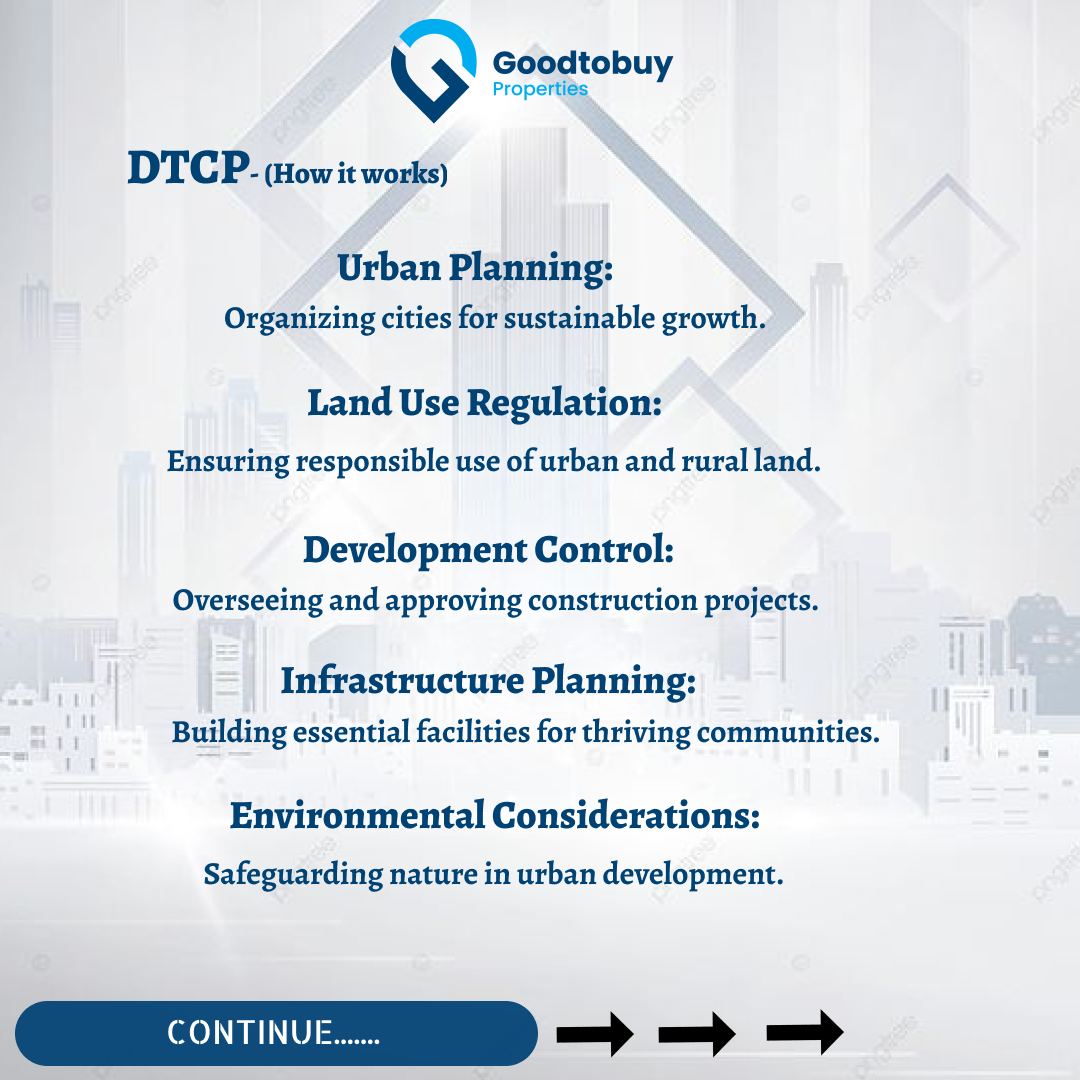 Goodtobuy
Properties
DTCP- (How it works)
Urban Planning:
Organizing cities for sustainable growth.
Land Use Regulation:
Ensuring responsible use of urban and rural land.
Development Control:
Overseeing and approving construction projects.
Infrastructure Planning:
Building essential facilities for thriving communities.
Environmental Considerations:
Safeguarding nature in urban development.
CONTINUE.......
pngtree